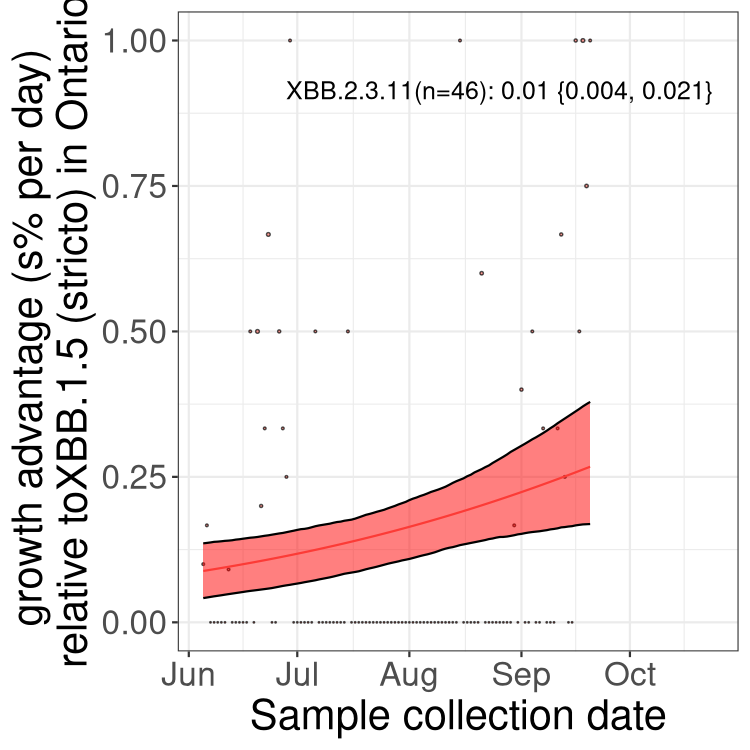 growth advantage (s% per day)
relative toXBB.1.5 (stricto) in Ontario
1.00
0.75
0.50
0.25
0.00
XBB.2.3.11(n=46): 0.01 {0.004, 0.021}
Jun Jul Aug Sep Oct
Sample collection date